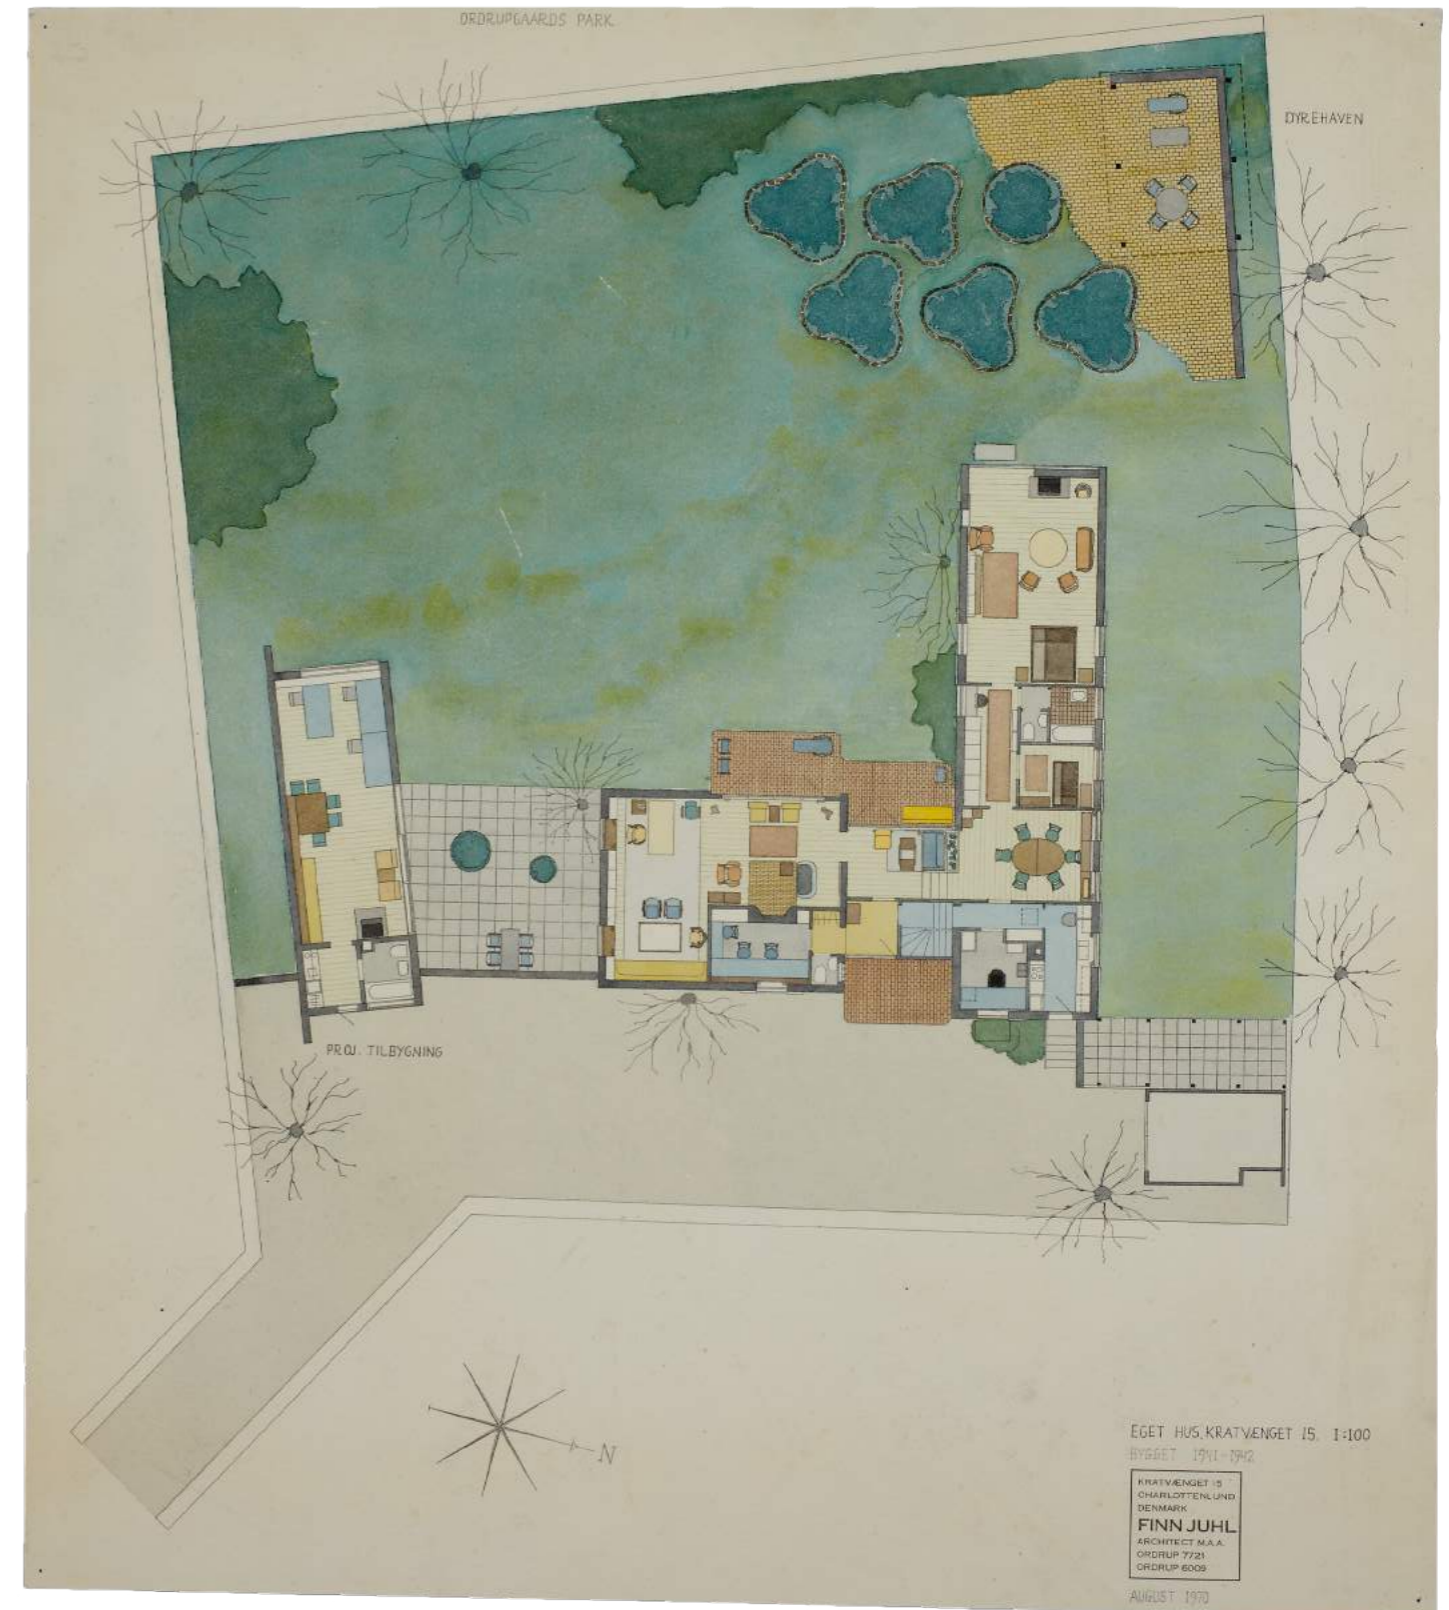 ORDRUPGAARDS PARK
DYREHAVEN
PROJ. TILBYGNING
N
EGET HUS, KRATVÆNGET 15. 1:100
BYGGET 1941-1942
KRATVÆNGET 15
CHARLOTTENLUND
DENMARK
FINN JUHL
ARCHITECT M.A.A.
ORDRUP 7721
ORDRUP 6009
AUGUST 1970